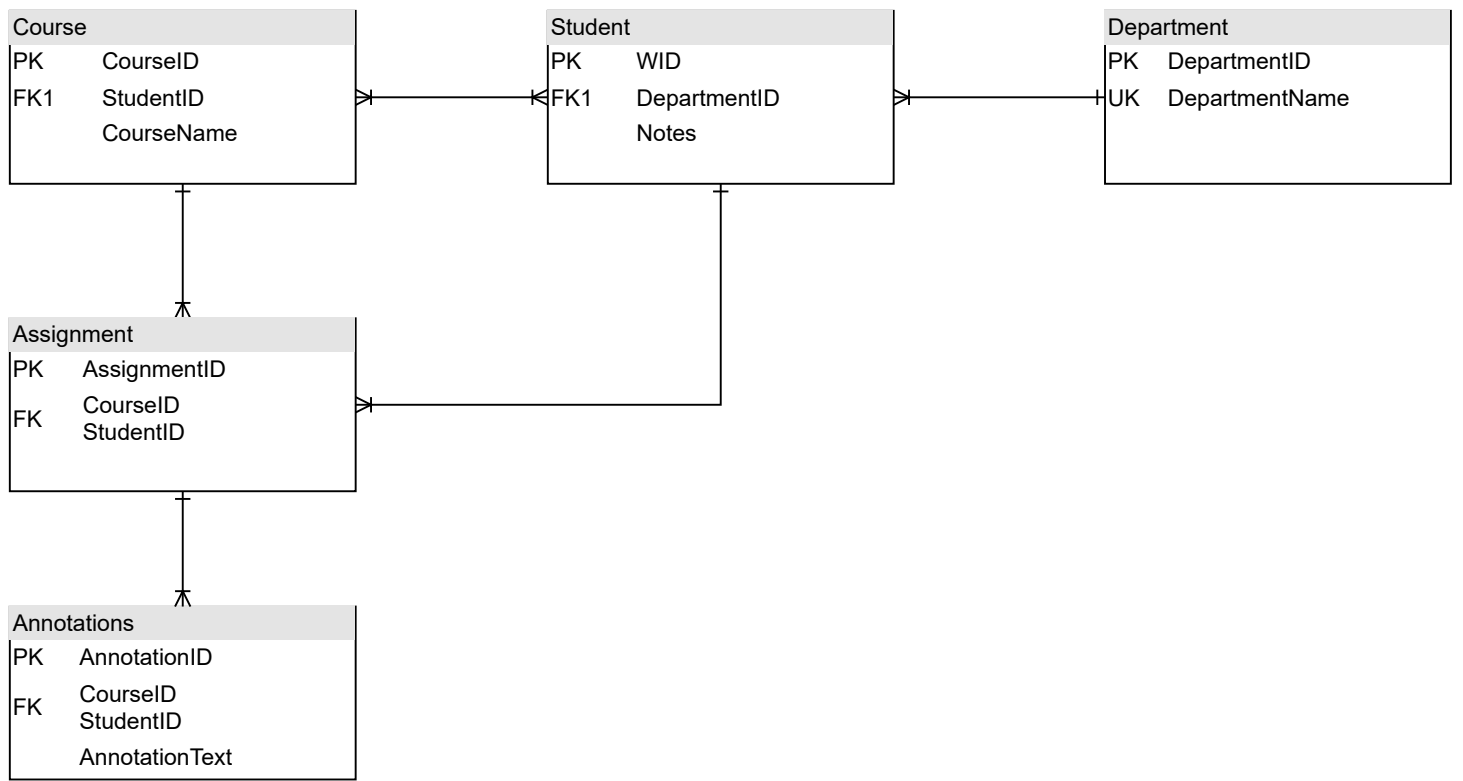 Course
PK CourseID
FK1 StudentID
CourseName
Student
PK WID
FK1 DepartmentID
Notes
Department
PK DepartmentID
UK DepartmentName
Assignment
PK AssignmentID
FK CourseID
StudentID
Annotations
PK AnnotationID
FK CourseID
StudentID
AnnotationText